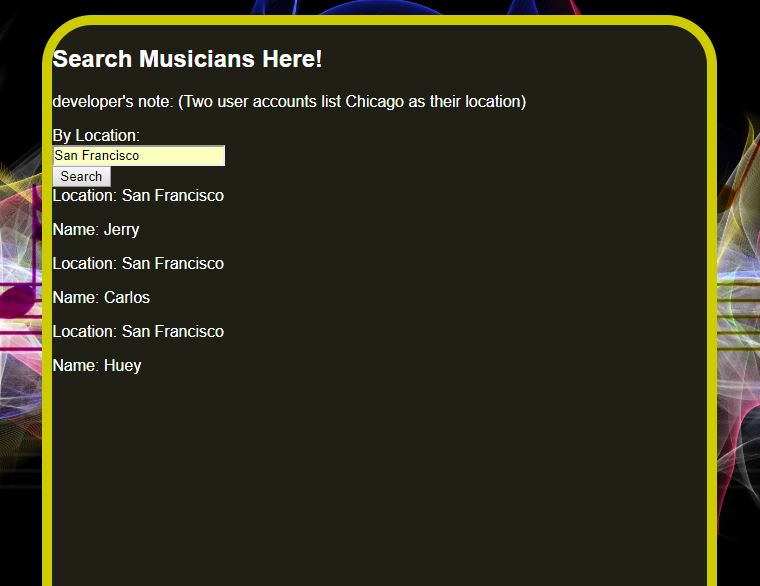 Search Musicians Here!
developer's note: (Two user accounts list Chicago as their location)
By Location:
San Francisco
Search
Location: San Francisco
Name: Jerry
Location: San Francisco
Name: Carlos
Location: San Francisco
Name: Huey